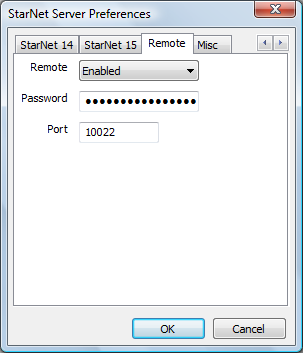 StarNet Server Preferences
StarNet 14 StarNet 15 Remote Misc
Remote Enabled
Password ●●●●●●●●●●●●●●●●
Port 10022
OK Cancel